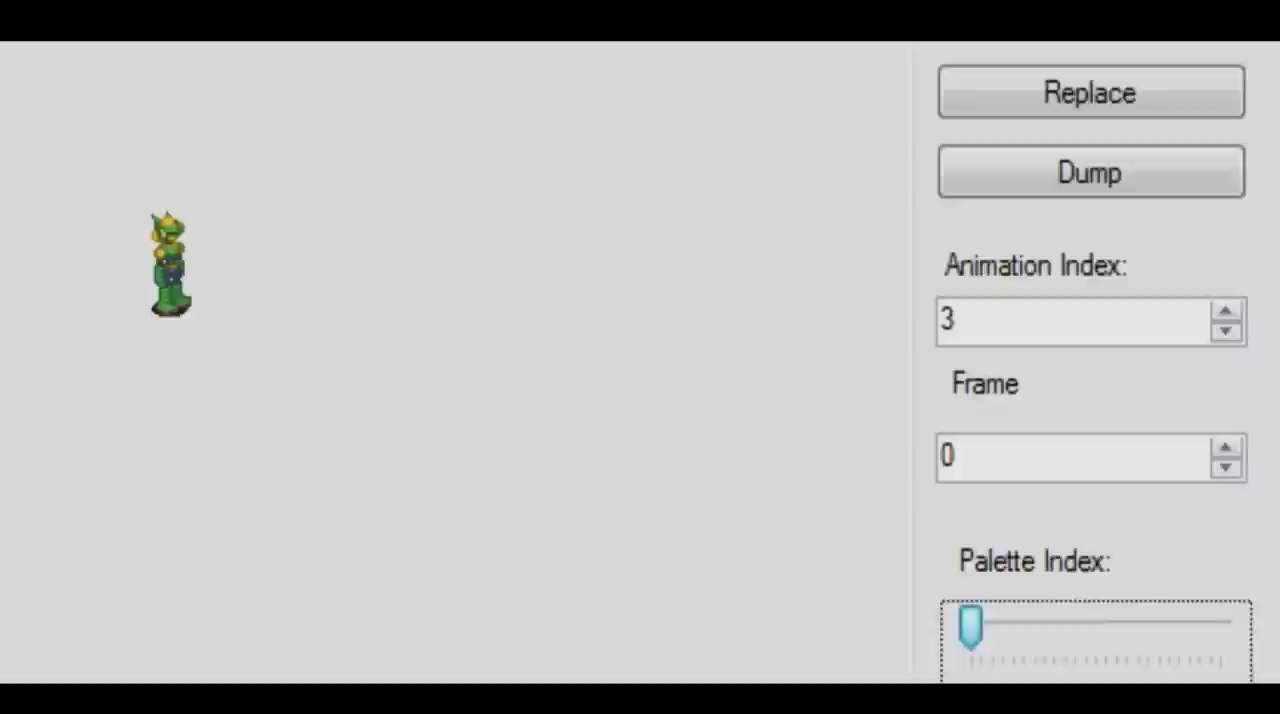 Replace
Dump
Animation Index:
3
Frame
0
Palette Index: